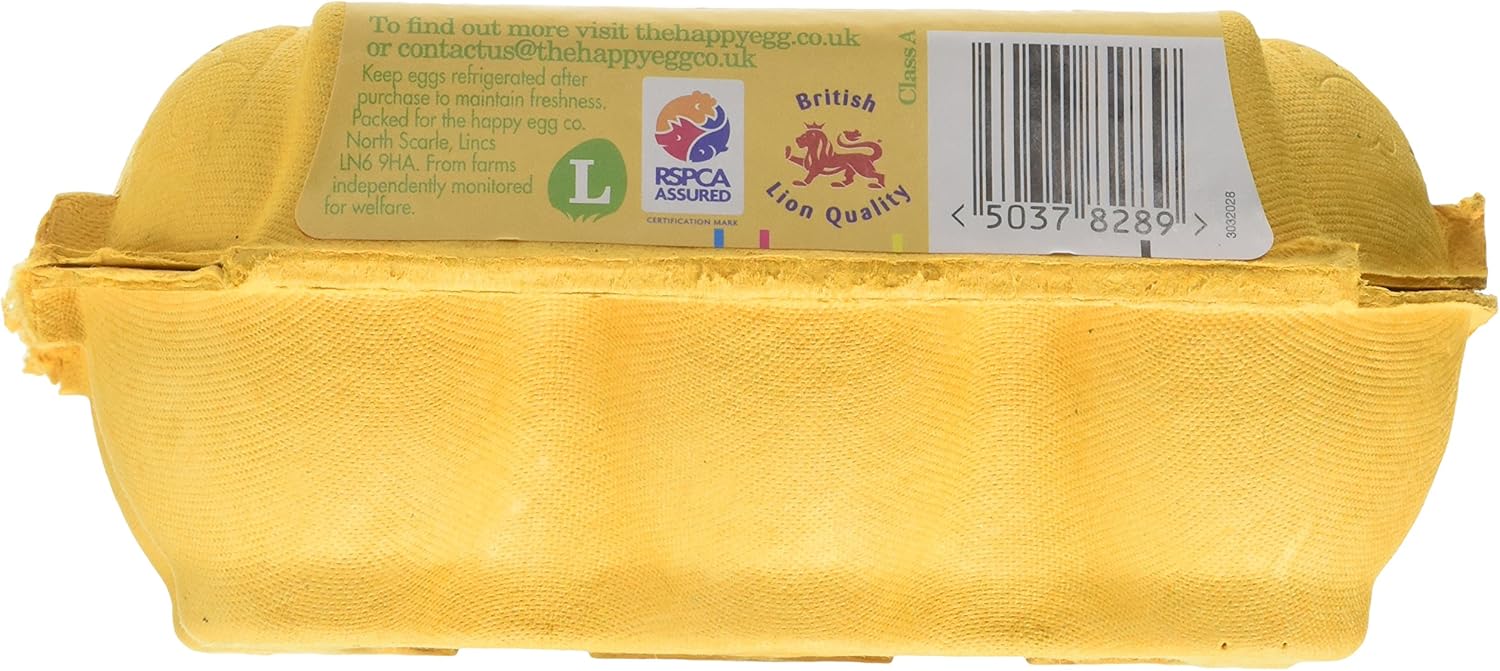 To find out more visit thehappyegg.co.uk
or contactus@thehappyeggco.uk
Keep eggs refrigerated after
purchase to maintain freshness.
Packed for the happy egg co.
North Scarle, Lincs
LN6 9HA. From farms
independently monitored
for welfare.
L
RSPCA
ASSURED
CERTIFICATION MARK
British
Lion Quality
Class A
< 5037 8289 >
3032028